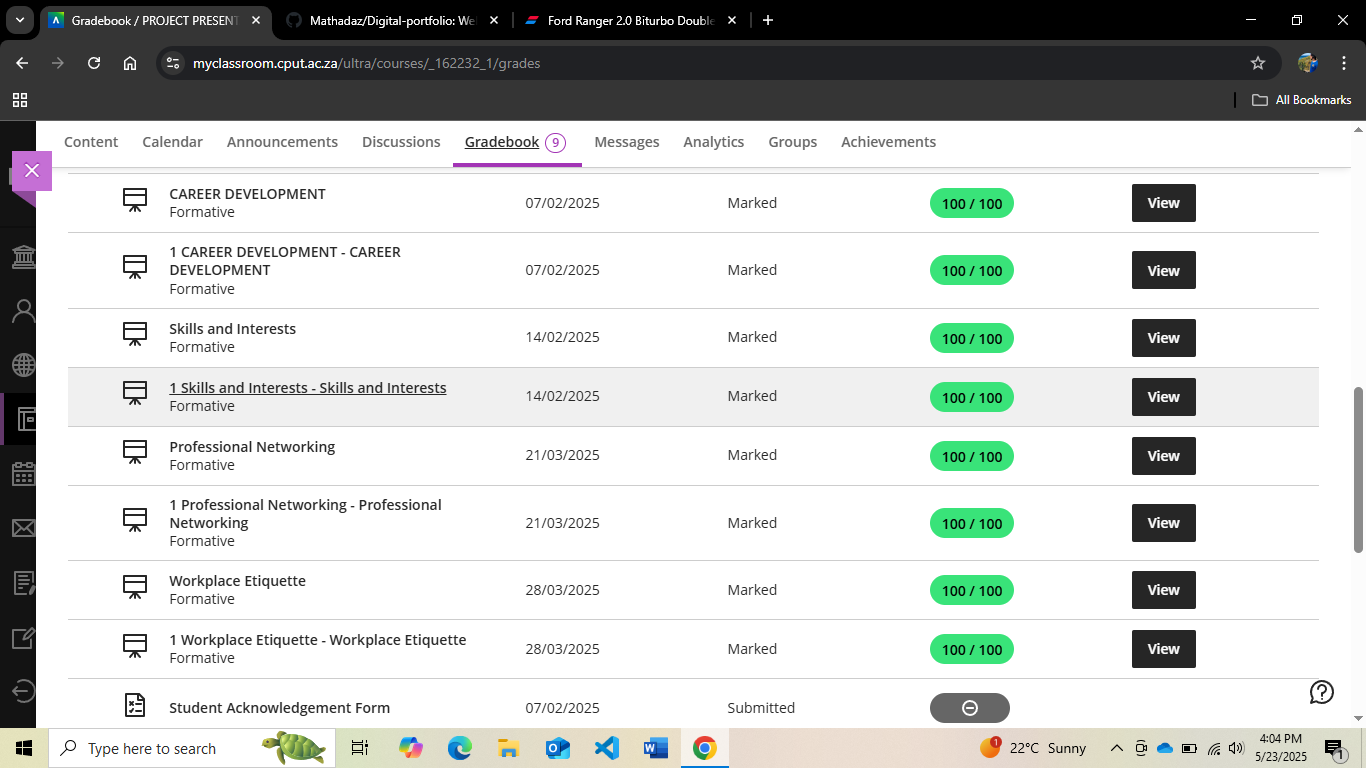 Gradebook / PROJECT PRESENT
Mathadaz/Digital-portfolio: We
Ford Ranger 2.0 Biturbo Double
myclassroom.cput.ac.za/ultra/courses/_162232_1/grades
All Bookmarks
Content
Calendar
Announcements
Discussions
Gradebook 9
Messages
Analytics
Groups
Achievements
CAREER DEVELOPMENT
Formative
07/02/2025
Marked
100 / 100
View
1 CAREER DEVELOPMENT - CAREER
DEVELOPMENT
Formative
07/02/2025
Marked
100 / 100
View
Skills and Interests
Formative
14/02/2025
Marked
100 / 100
View
1 Skills and Interests - Skills and Interests
Formative
14/02/2025
Marked
100 / 100
View
Professional Networking
Formative
21/03/2025
Marked
100 / 100
View
1 Professional Networking - Professional
Networking
Formative
21/03/2025
Marked
100 / 100
View
Workplace Etiquette
Formative
28/03/2025
Marked
100 / 100
View
1 Workplace Etiquette - Workplace Etiquette
Formative
28/03/2025
Marked
100 / 100
View
Student Acknowledgement Form
07/02/2025
Submitted
Type here to search
1
22°C Sunny
4:04 PM
5/23/2025
1